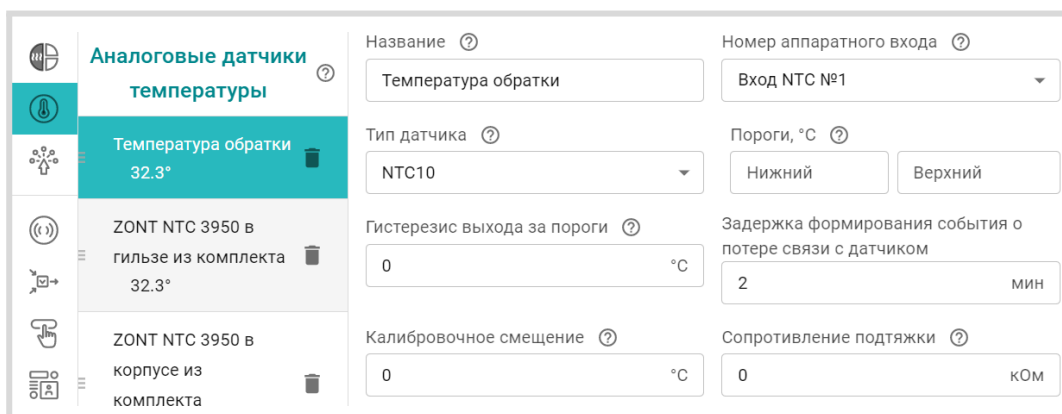 Аналоговые датчики
температуры
Температура обратки
32.3°
ZONT NTC 3950 в
гильзе из комплекта
32.3°
ZONT NTC 3950 в
корпусе из
комплекта
Название
Температура обратки
Номер аппаратного входа
Вход NTC №1
Тип датчика
NTC10
Пороги, °C
Нижний
Верхний
Гистерезис выхода за пороги
0 °C
Задержка формирования события о
потере связи с датчиком
2 мин
Калибровочное смещение
0 °C
Сопротивление подтяжки
0 кОм